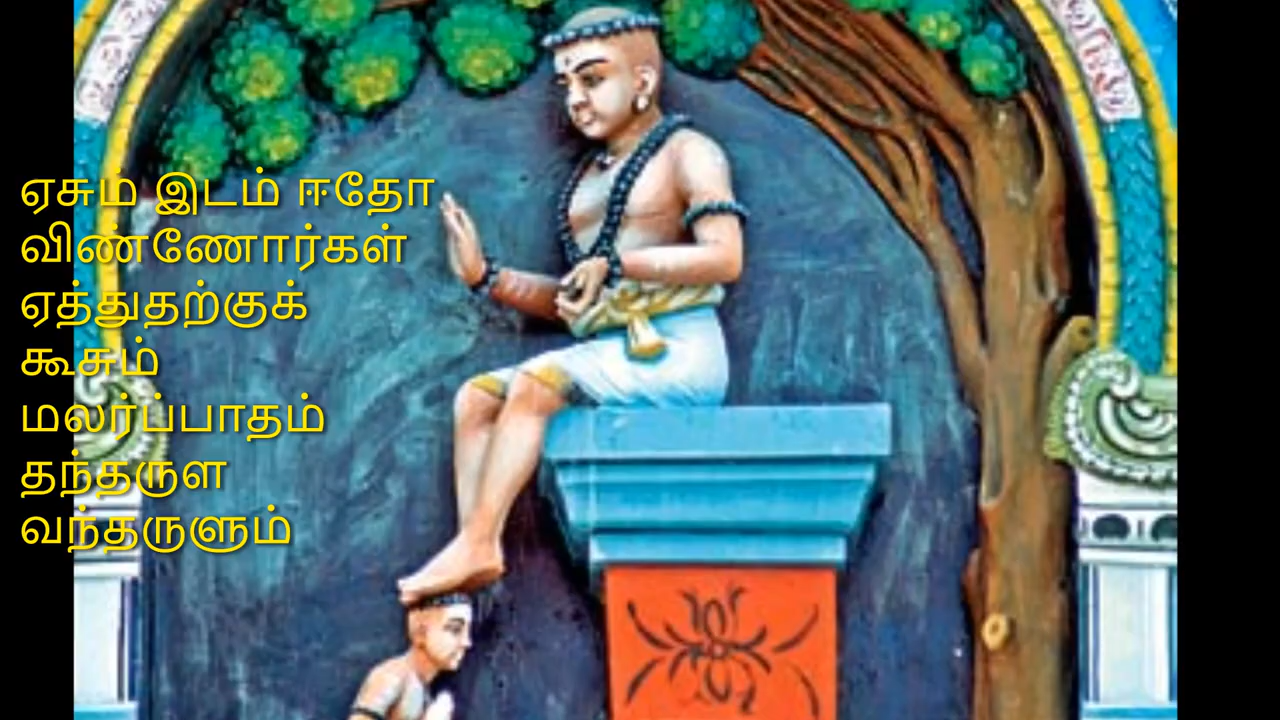 ஏசும் இடம் ஈதோ
விண்ணோர்கள்
ஏத்துதற்குக்
கூசும்
மலர்ப்பாதம்
தந்தருள
வந்தருளும்